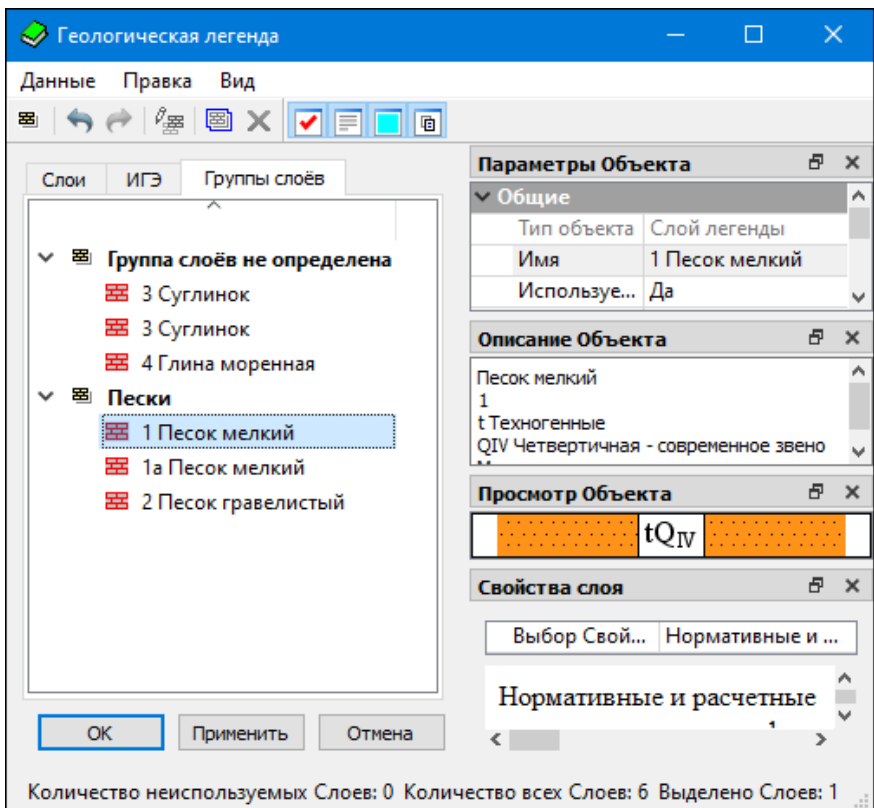 Геологическая легенда
Данные Правка Вид
Слои ИГЭ Группы слоёв
Группа слоёв не определена
3 Суглинок
3 Суглинок
4 Глина моренная
Пески
1 Песок мелкий
1а Песок мелкий
2 Песок гравелистый
ОК Применить Отмена
Параметры Объекта
Общие
Тип объекта Слой легенды
Имя 1 Песок мелкий
Используе... Да
Описание Объекта
Песок мелкий
1
t Техногенные
QIV Четвертичная - современное звено
Просмотр Объекта
tQIV
Свойства слоя
Выбор Свой... Нормативные и ...
Нормативные и расчетные
Количество неиспользуемых Слоев: 0 Количество всех Слоев: 6 Выделено Слоев: 1